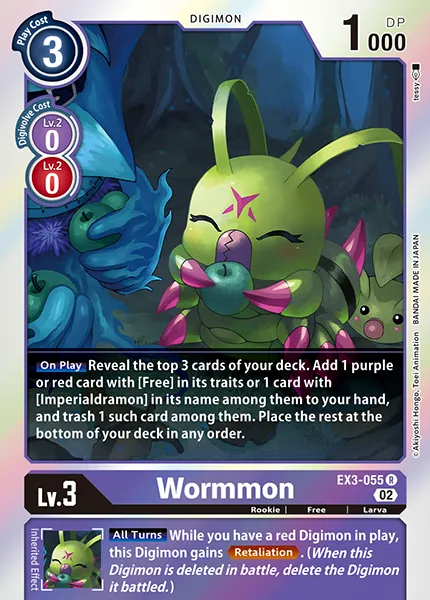 DIGIMON
Play Cost
3
1000
DP
Digivolve Cost
Lv.2
0
Lv.2
0
tessy
©Akiyoshi Hongo, Toei Animation BANDAI MADE IN JAPAN
On Play Reveal the top 3 cards of your deck. Add 1 purple
or red card with [Free] in its traits or 1 card with
[Imperialdramon] in its name among them to your hand,
and trash 1 such card among them. Place the rest at the
bottom of your deck in any order.
Lv.3
Wormmon
EX3-055 R
02
Rookie | Free | Larva
Inherited Effect
All Turns While you have a red Digimon in play,
this Digimon gains Retaliation. (When this
Digimon is deleted in battle, delete the Digimon
it battled.)